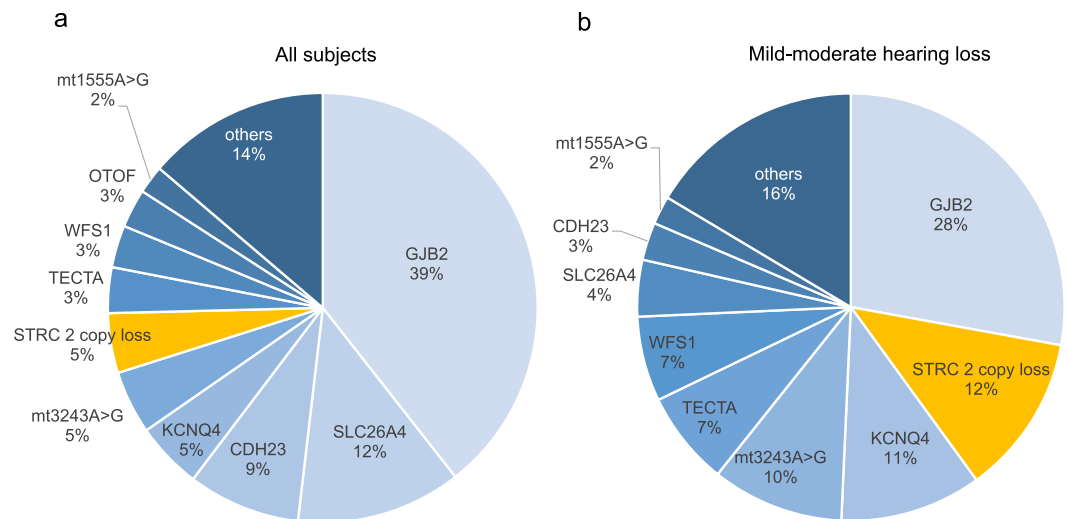 a
All subjects
mt1555A>G
2%
others
14%
OTOF
3%
WFS1
3%
TECTA
3%
STRC 2 copy loss
5%
mt3243A>G
5%
KCNQ4
5%
CDH23
9%
SLC26A4
12%
GJB2
39%
b
Mild-moderate hearing loss
mt1555A>G
2%
others
16%
CDH23
3%
SLC26A4
4%
WFS1
7%
TECTA
7%
mt3243A>G
10%
KCNQ4
11%
STRC 2 copy loss
12%
GJB2
28%